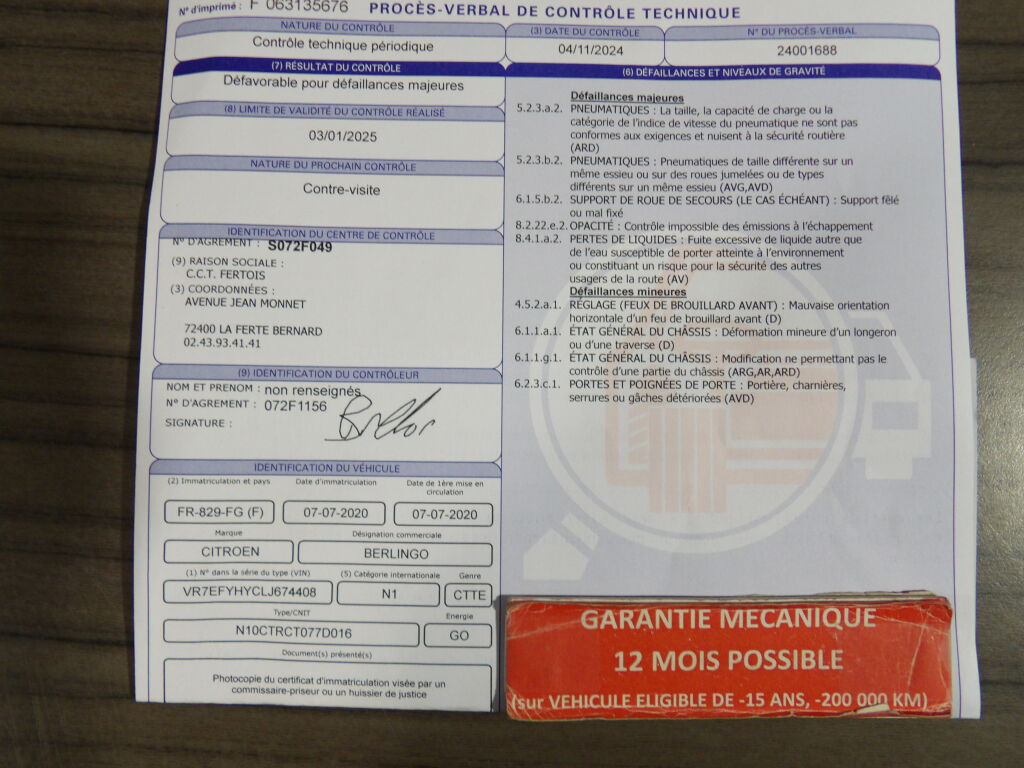 N° d'imprimé : F 063135676 PROCÈS-VERBAL DE CONTRÔLE TECHNIQUE
NATURE DU CONTRÔLE
Contrôle technique périodique
(3) DATE DU CONTRÔLE
04/11/2024
N° DU PROCÈS-VERBAL
24001688
(7) RÉSULTAT DU CONTRÔLE
Défavorable pour défaillances majeures
(8) LIMITE DE VALIDITÉ DU CONTRÔLE RÉALISÉ
03/01/2025
NATURE DU PROCHAIN CONTRÔLE
Contre-visite
IDENTIFICATION DU CENTRE DE CONTRÔLE
N° D'AGREMENT : S072F049
(9) RAISON SOCIALE :
C.C.T. FERTOIS
(3) COORDONNÉES :
AVENUE JEAN MONNET
72400 LA FERTE BERNARD
02.43.93.41.41
(9) IDENTIFICATION DU CONTRÔLEUR
NOM ET PRENOM : non renseignés
N° D'AGREMENT : 072F1156
SIGNATURE :
IDENTIFICATION DU VÉHICULE
(2) Immatriculation et pays
Date d'immatriculation
Date de 1ère mise en
circulation
FR-829-FG (F)
07-07-2020
07-07-2020
Marque
Désignation commerciale
CITROEN
BERLINGO
(1) N° dans la série du type (VIN)
(5) Catégorie internationale
Genre
VR7EFYHYCLJ674408
N1
CTTE
Type/CNIT
Energie
N10CTRCT077D016
GO
Document(s) présenté(s)
Photocopie du certificat d'immatriculation visée par un
commissaire-priseur ou un huissier de justice
(6) DÉFAILLANCES ET NIVEAUX DE GRAVITÉ
Défaillances majeures
5.2.3.a.2. PNEUMATIQUES : La taille, la capacité de charge ou la
catégorie de l'indice de vitesse du pneumatique ne sont pas
conformes aux exigences et nuisent à la sécurité routière
(ARD)
5.2.3.b.2. PNEUMATIQUES : Pneumatiques de taille différente sur un
même essieu ou sur des roues jumelées ou de types
différents sur un même essieu (AVG,AVD)
6.1.5.b.2. SUPPORT DE ROUE DE SECOURS (LE CAS ÉCHÉANT) : Support fêlé
ou mal fixé
8.2.22.e.2. OPACITÉ : Contrôle impossible des émissions à l'échappement
8.4.1.a.2. PERTES DE LIQUIDES : Fuite excessive de liquide autre que
de l'eau susceptible de porter atteinte à l'environnement
ou constituant un risque pour la sécurité des autres
usagers de la route (AV)
Défaillances mineures
4.5.2.a.1. RÉGLAGE (FEUX DE BROUILLARD AVANT) : Mauvaise orientation
horizontale d'un feu de brouillard avant (D)
6.1.1.a.1. ÉTAT GÉNÉRAL DU CHÂSSIS : Déformation mineure d'un longeron
ou d'une traverse (D)
6.1.1.g.1. ÉTAT GÉNÉRAL DU CHÂSSIS : Modification ne permettant pas le
contrôle d'une partie du châssis (ARG,AR,ARD)
6.2.3.c.1. PORTES ET POIGNÉES DE PORTE : Portière, charnières,
serrures ou gâches détériorées (AVD)
GARANTIE MECANIQUE
12 MOIS POSSIBLE
(sur VEHICULE ELIGIBLE DE -15 ANS, -200 000 KM)